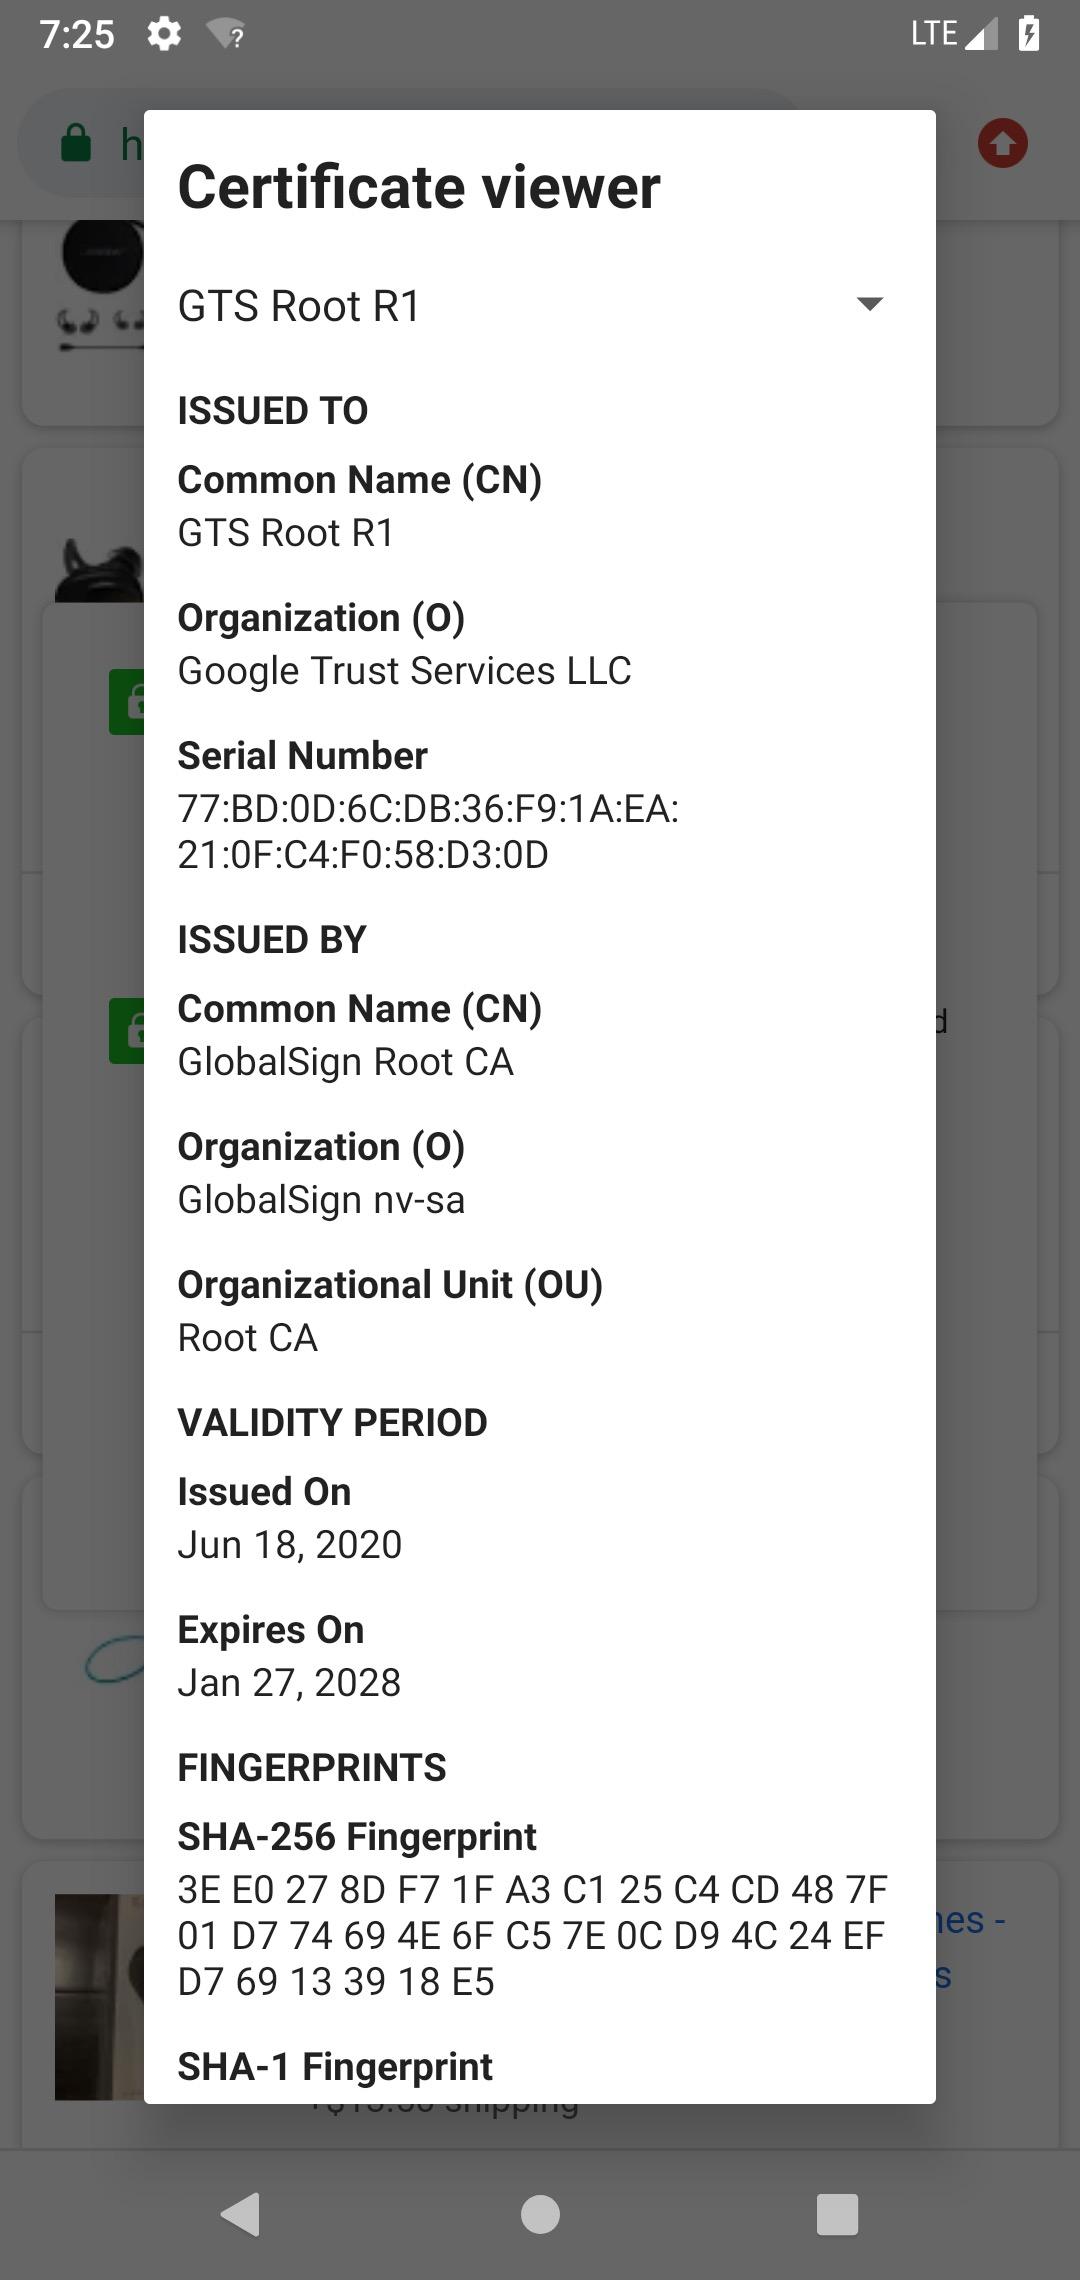 7:25
LTE
h
Certificate viewer
GTS Root R1
ISSUED TO
Common Name (CN)
GTS Root R1
Organization (O)
Google Trust Services LLC
Serial Number
77:BD:0D:6C:DB:36:F9:1A:EA:
21:0F:C4:F0:58:D3:0D
ISSUED BY
Common Name (CN)
GlobalSign Root CA
d
Organization (O)
GlobalSign nv-sa
Organizational Unit (OU)
Root CA
VALIDITY PERIOD
Issued On
Jun 18, 2020
Expires On
Jan 27, 2028
FINGERPRINTS
SHA-256 Fingerprint
3E E0 27 8D F7 1F A3 C1 25 C4 CD 48 7F
01 D7 74 69 4E 6F C5 7E 0C D9 4C 24 EF
D7 69 13 39 18 E5
nes -
s
SHA-1 Fingerprint
shipping